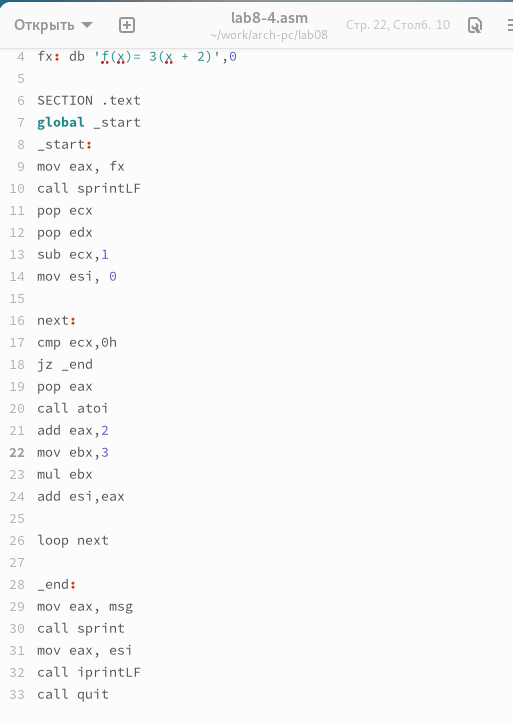 Открыть
lab8-4.asm
~/work/arch-pc/lab08
Стр. 22, Столб. 10
4 fx: db 'f(x)= 3(x + 2)',0
5
6 SECTION .text
7 global _start
8 _start:
9 mov eax, fx
10 call sprintLF
11 pop ecx
12 pop edx
13 sub ecx,1
14 mov esi, 0
15
16 next:
17 cmp ecx,0h
18 jz _end
19 pop eax
20 call atoi
21 add eax,2
22 mov ebx,3
23 mul ebx
24 add esi,eax
25
26 loop next
27
28 _end:
29 mov eax, msg
30 call sprint
31 mov eax, esi
32 call iprintLF
33 call quit